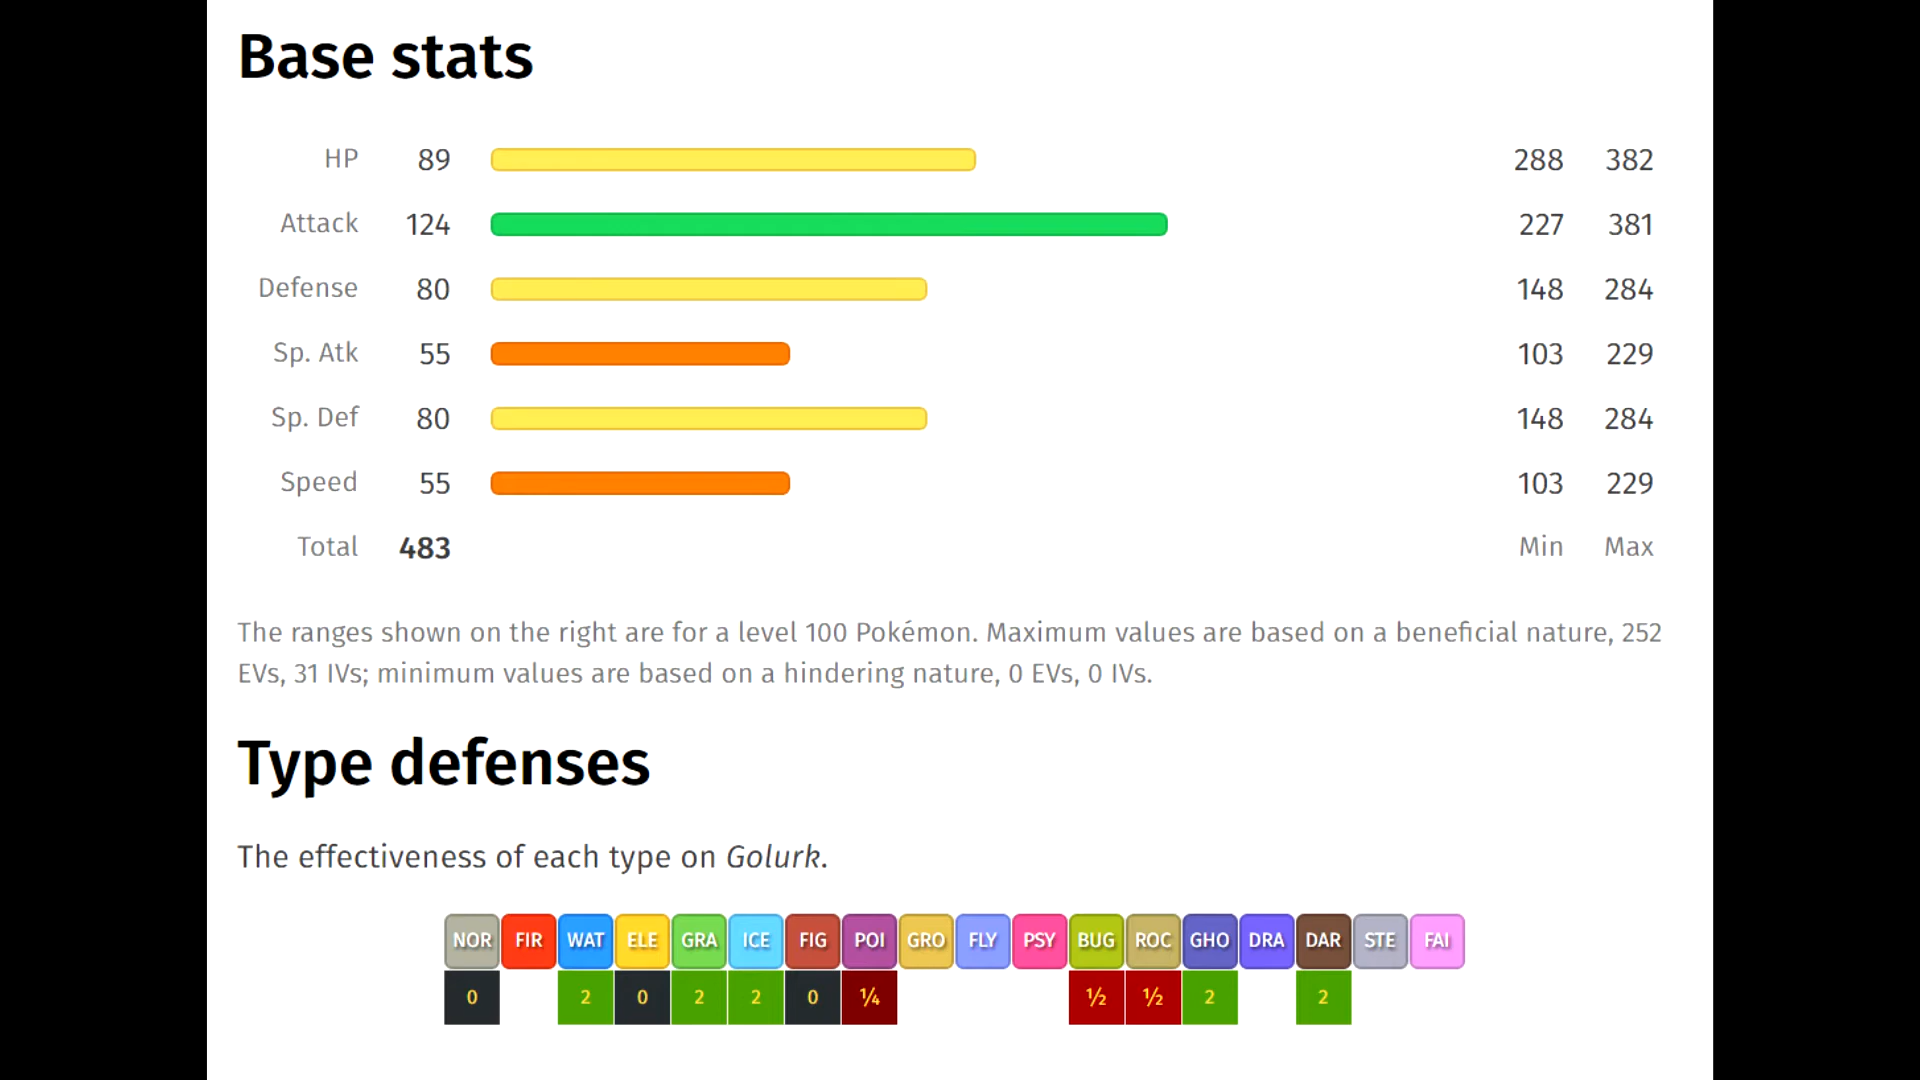 Base stats
HP 89 288 382
Attack 124 227 381
Defense 80 148 284
Sp. Atk 55 103 229
Sp. Def 80 148 284
Speed 55 103 229
Total 483 Min Max
The ranges shown on the right are for a level 100 Pokémon. Maximum values are based on a beneficial nature, 252
EVs, 31 IVs; minimum values are based on a hindering nature, 0 EVs, 0 IVs.
Type defenses
The effectiveness of each type on Golurk.
NOR FIR WAT ELE GRA ICE FIG POI GRO FLY PSY BUG ROC GHO DRA DAR STE FAI
0 2 0 2 2 0 ¼ ½ ½ 2 2